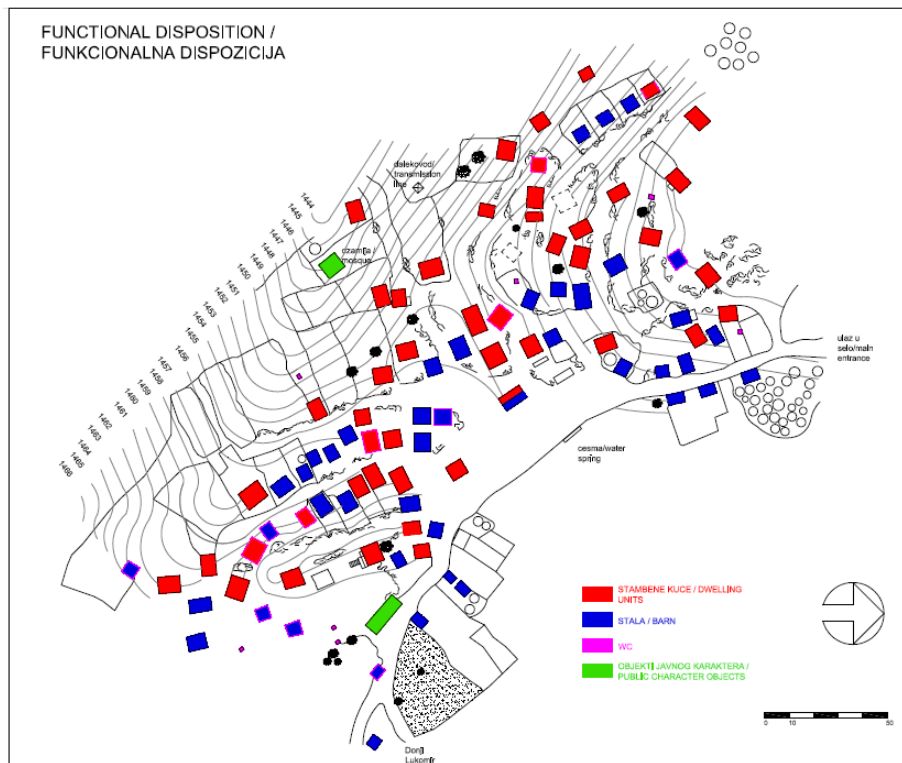 FUNCTIONAL DISPOSITION /
FUNKCIONALNA DISPOZICIJA
dalekovod/
transmission
line
1444
1445
1446
1447
1448
1449
1450
1451
1452
1453
1454
1455
1456
1457
1458
1459
1460
1461
1462
1463
1464
1465
1466
dzamija /
mosque
ulaz u
selo/main
entrance
cesma/water
spring
STAMBENE KUCE / DWELLING
UNITS
STALA / BARN
WC
OBJEKTI JAVNOG KARAKTERA /
PUBLIC CHARACTER OBJECTS
0
10
50
Donji
Lukomir